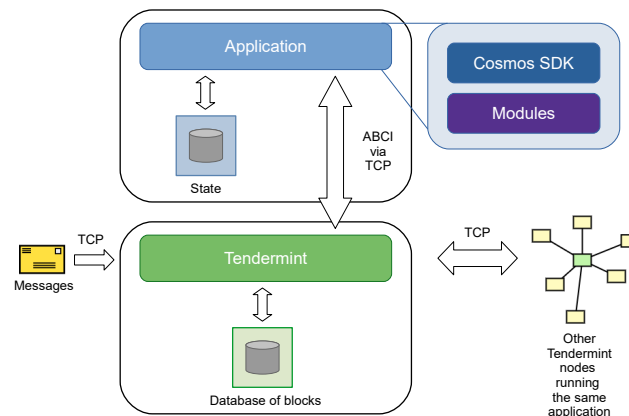 Application
Cosmos SDK
Modules
ABCI
via
TCP
State
TCP
Messages
Tendermint
TCP
Database of blocks
Other
Tendermint
nodes
running
the same
application